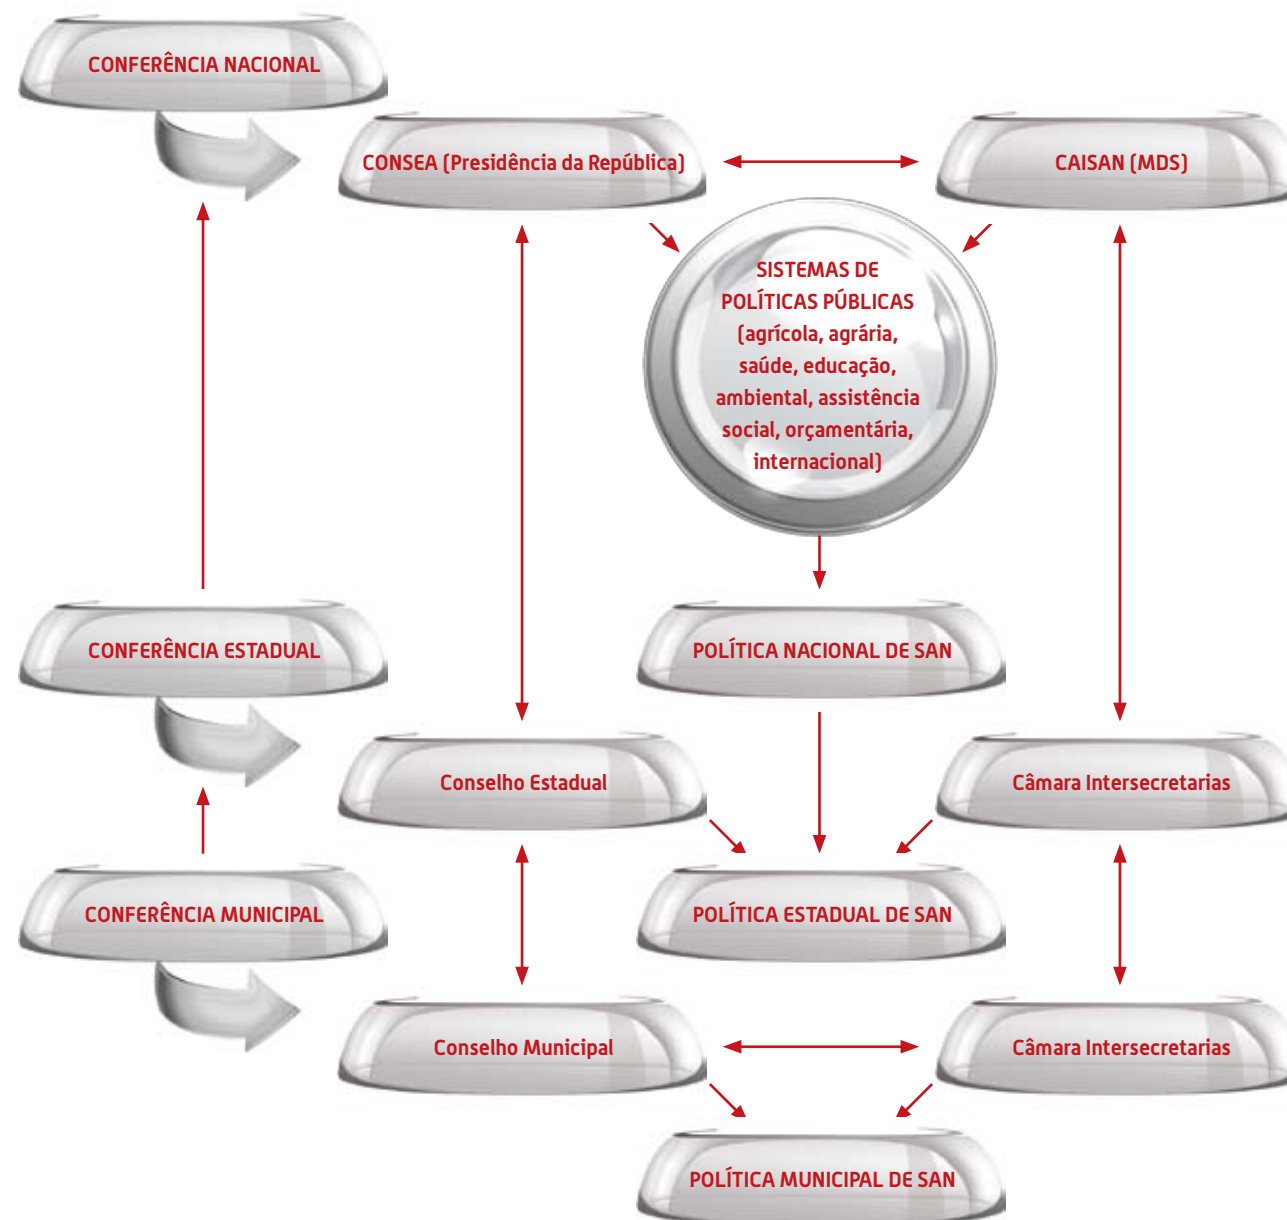 CONFERÊNCIA NACIONAL
CONSEA (Presidência da República)
CAISAN (MDS)
SISTEMAS DE
POLÍTICAS PÚBLICAS
(agrícola, agrária,
saúde, educação,
ambiental, assistência
social, orçamentária,
internacional)
CONFERÊNCIA ESTADUAL
POLÍTICA NACIONAL DE SAN
Conselho Estadual
Câmara Intersecretarias
CONFERÊNCIA MUNICIPAL
POLÍTICA ESTADUAL DE SAN
Conselho Municipal
Câmara Intersecretarias
POLÍTICA MUNICIPAL DE SAN